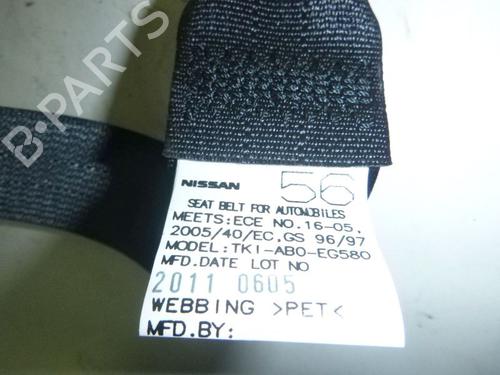 B-PARTS
NISSAN 56
SEAT BELT FOR AUTOMOBILES
MEETS:ECE NO.16-05,
2005/40/EC,GS 96/97
MODEL:TKI-AB0-EG580
MFD.DATE LOT NO
2011 0605
WEBBING >PET<
MFD.BY: